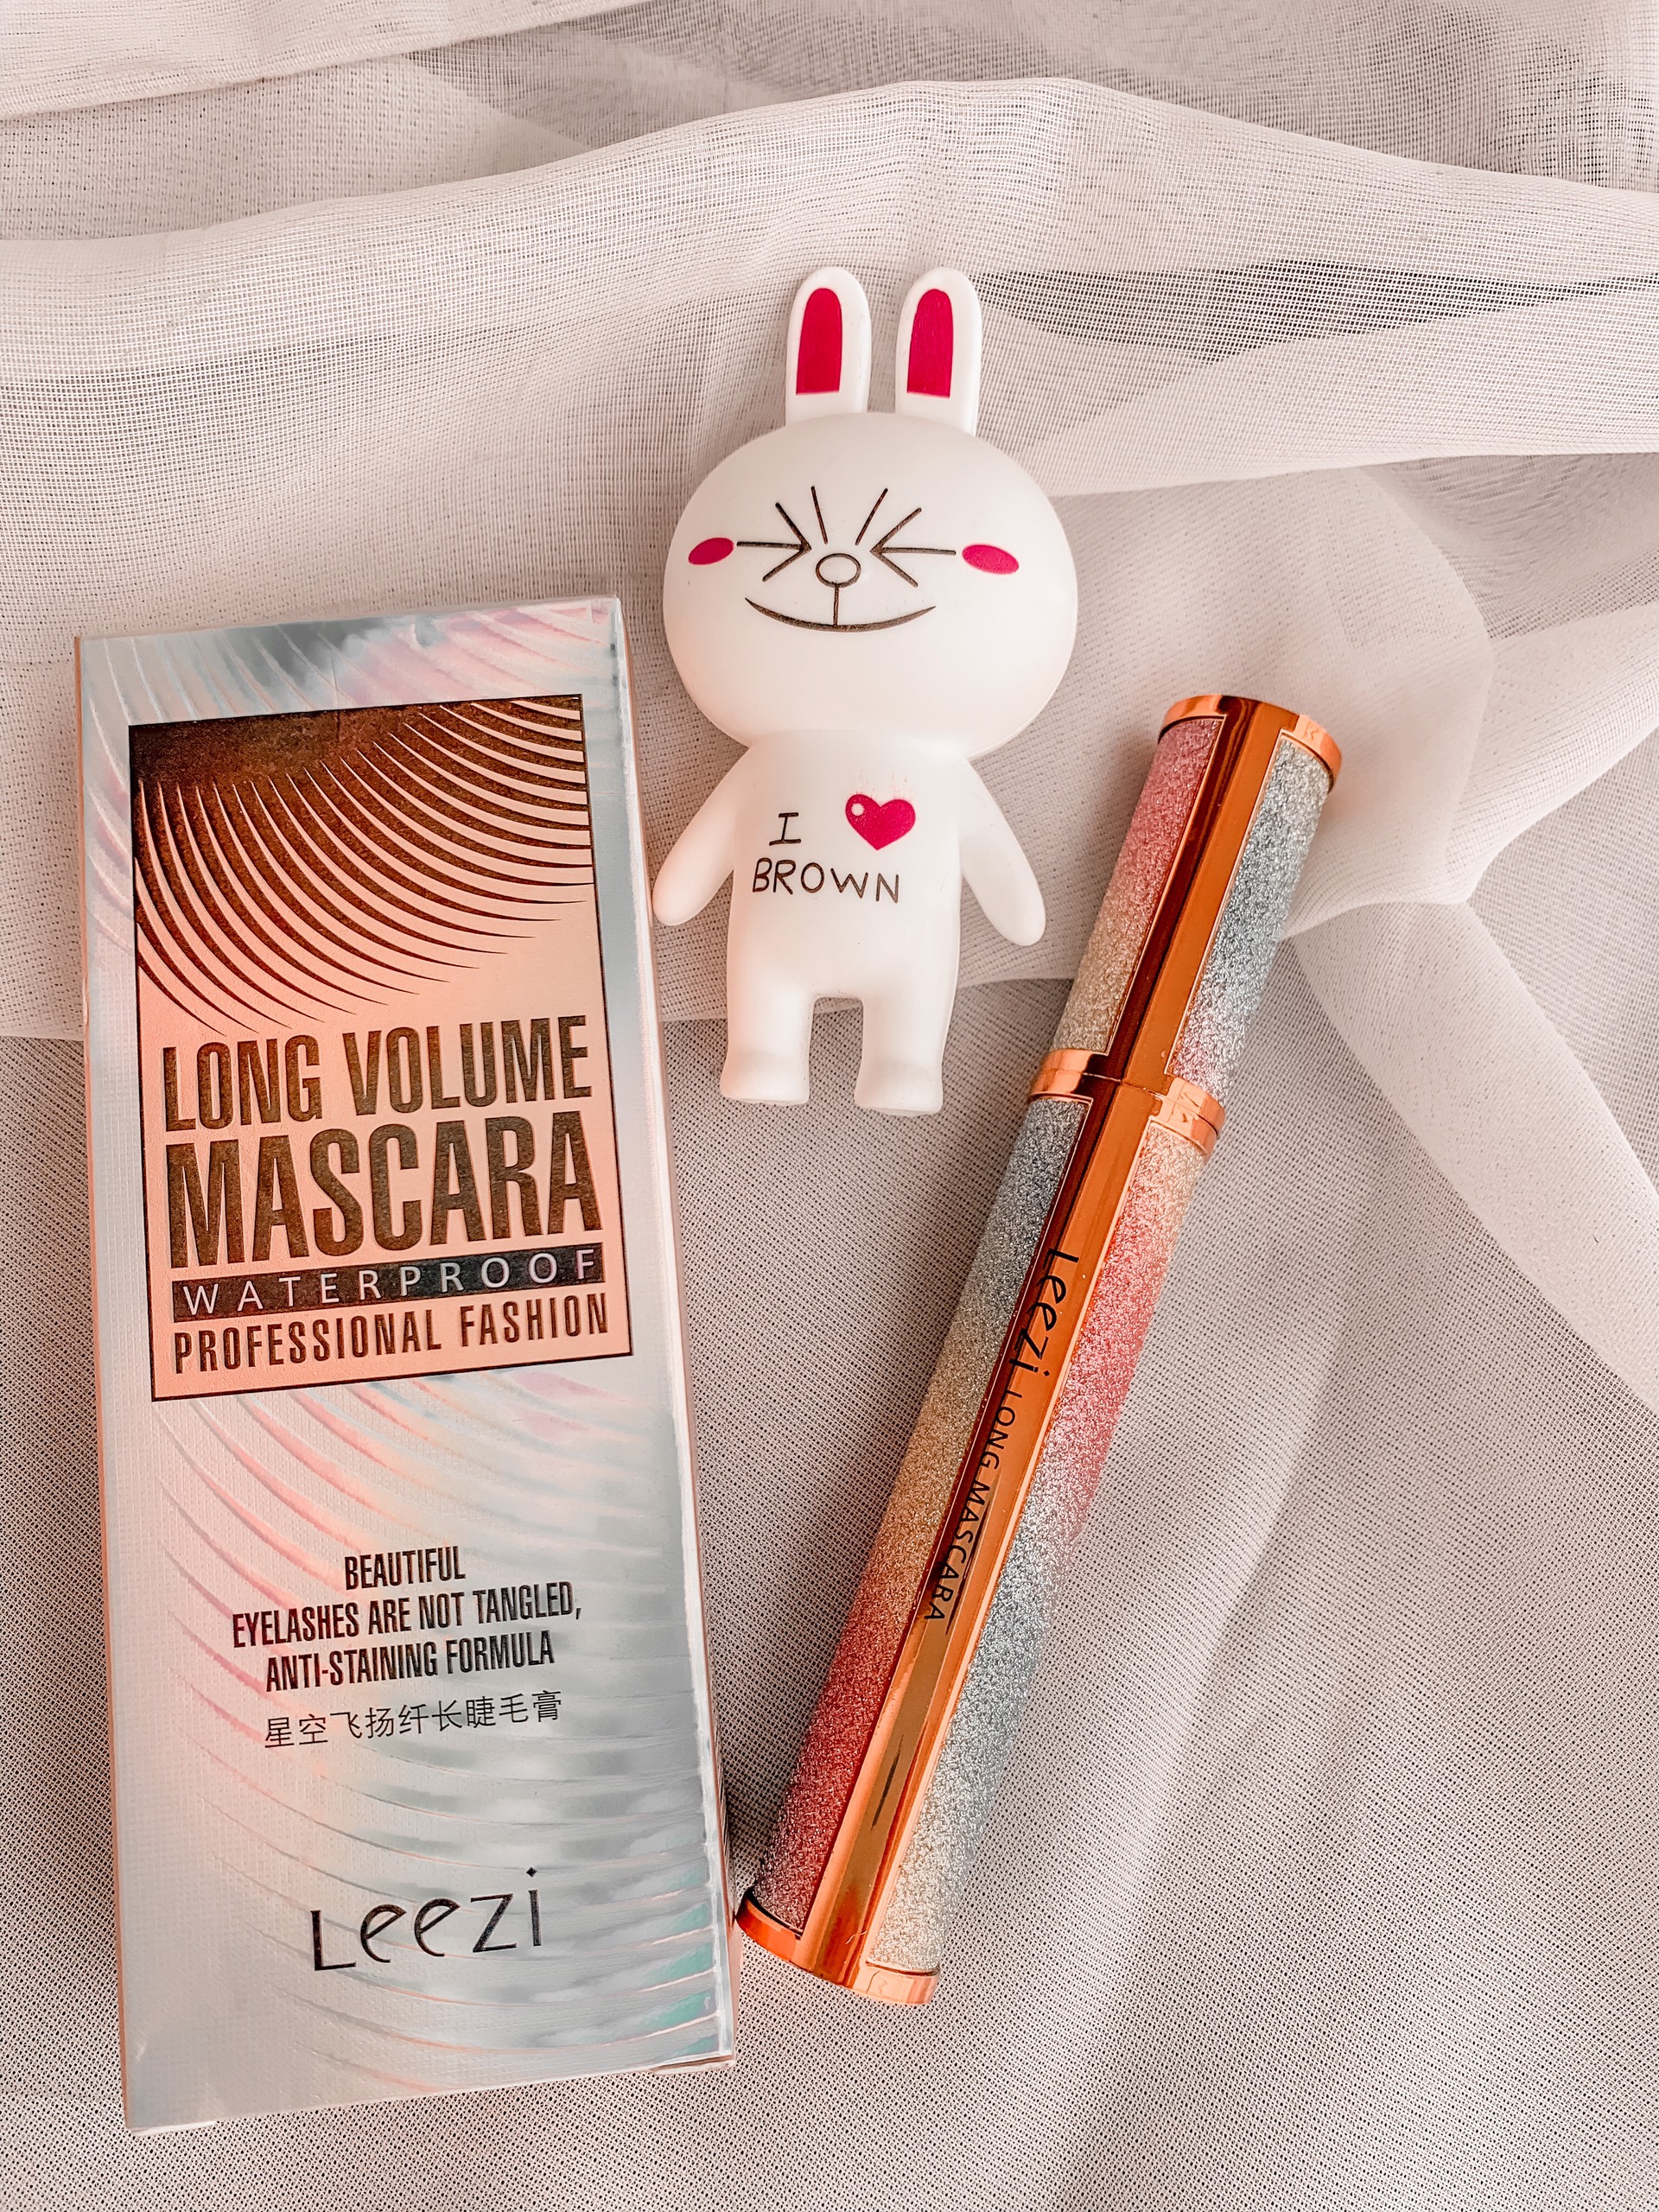 I ♥
BROWN
LONG VOLUME
MASCARA
WATERPROOF
PROFESSIONAL FASHION
BEAUTIFUL
EYELASHES ARE NOT TANGLED,
ANTI-STAINING FORMULA
星空飞扬纤长睫毛膏
Leezi
Leezi LONG MASCARA